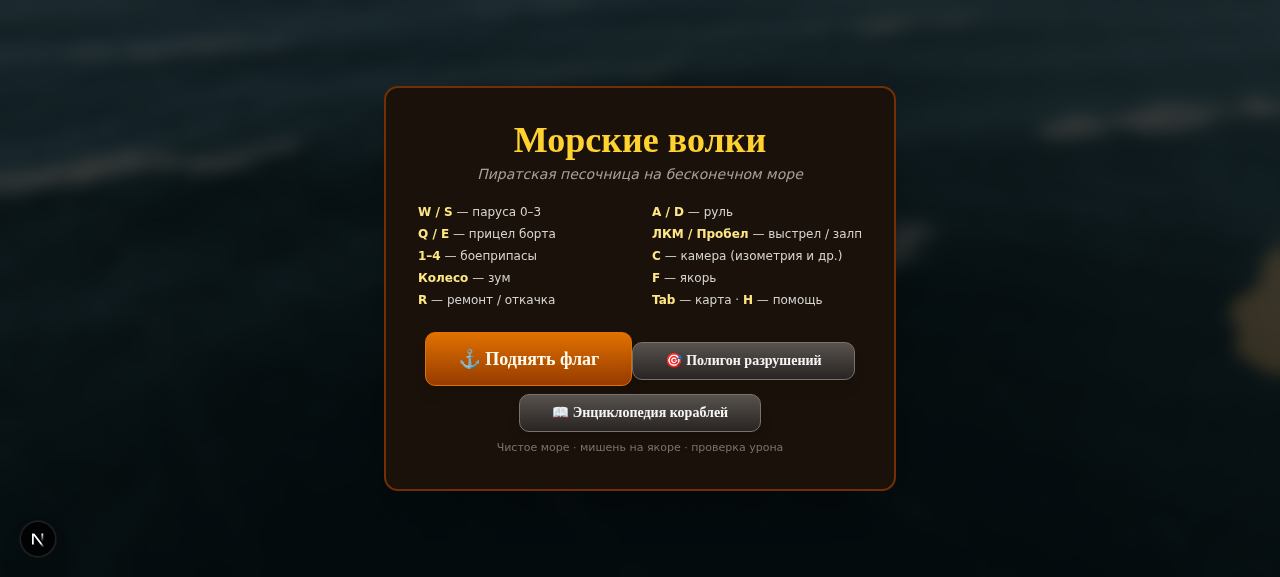 Морские волки
Пиратская песочница на бесконечном море
W / S — паруса 0–3
A / D — руль
Q / E — прицел борта
ЛКМ / Пробел — выстрел / залп
1–4 — боеприпасы
C — камера (изометрия и др.)
Колесо — зум
F — якорь
R — ремонт / откачка
Tab — карта · H — помощь
⚓ Поднять флаг
🎯 Полигон разрушений
📖 Энциклопедия кораблей
Чистое море · мишень на якоре · проверка урона
N